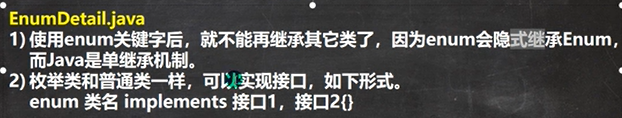 EnumDetail.java
1) 使用enum关键字后，就不能再继承其它类了，因为enum会隐式继承Enum，
而Java是单继承机制。
2) 枚举类和普通类一样，可以实现接口，如下形式。
enum 类名 implements 接口1，接口2{}